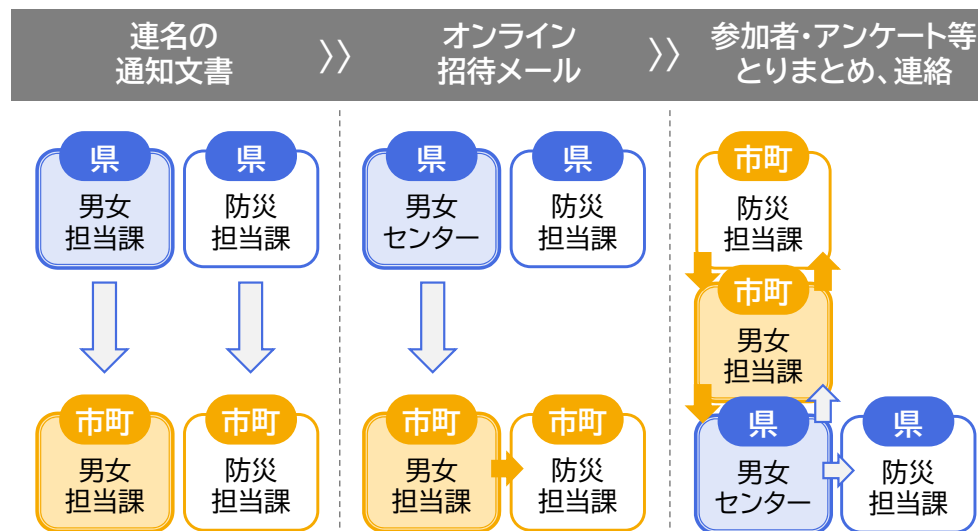 連名の
通知文書
〉〉
オンライン
招待メール
〉〉
参加者・アンケート等
とりまとめ、連絡
県
男女
担当課
県
防災
担当課
市町
男女
担当課
市町
防災
担当課
県
男女
センター
県
防災
担当課
市町
男女
担当課
市町
防災
担当課
市町
防災
担当課
市町
男女
担当課
県
男女
センター
県
防災
担当課